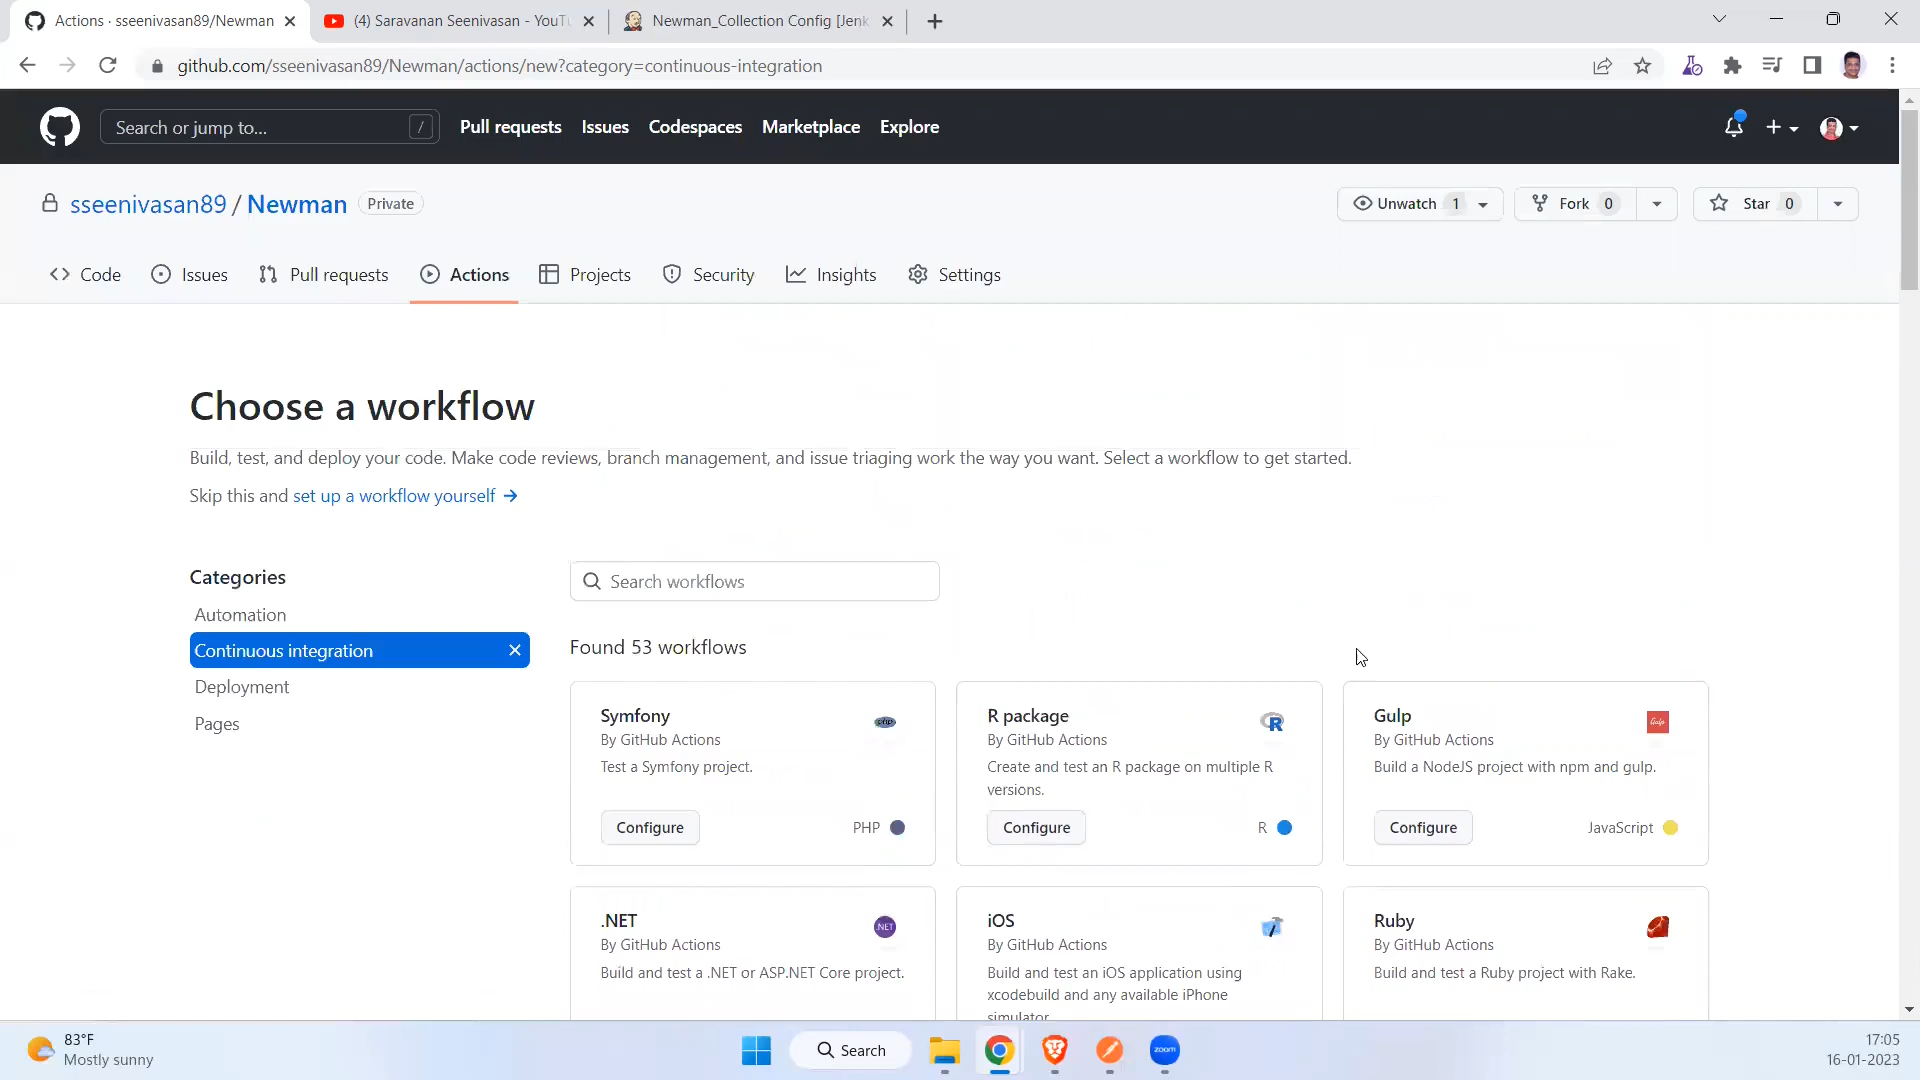 Actions · sseenivasan89/Newman
(4) Saravanan Seenivasan - YouTu
Newman_Collection Config [Jenk
github.com/sseenivasan89/Newman/actions/new?category=continuous-integration
Search or jump to... /
Pull requests Issues Codespaces Marketplace Explore
sseenivasan89 / Newman Private
Unwatch 1
Fork 0
Star 0
Code Issues Pull requests Actions Projects Security Insights Settings
Choose a workflow
Build, test, and deploy your code. Make code reviews, branch management, and issue triaging work the way you want. Select a workflow to get started.
Skip this and set up a workflow yourself →
Categories
Automation
Continuous integration
Deployment
Pages
Search workflows
Found 53 workflows
Symfony
By GitHub Actions
Test a Symfony project.
Configure
PHP
php
R package
By GitHub Actions
Create and test an R package on multiple R
versions.
Configure
R
Gulp
By GitHub Actions
Build a NodeJS project with npm and gulp.
Configure
JavaScript
Gulp
.NET
By GitHub Actions
Build and test a .NET or ASP.NET Core project.
.NET
iOS
By GitHub Actions
Build and test an iOS application using
xcodebuild and any available iPhone
simulator.
Ruby
By GitHub Actions
Build and test a Ruby project with Rake.
83°F
Mostly sunny
Search
zoom
17:05
16-01-2023